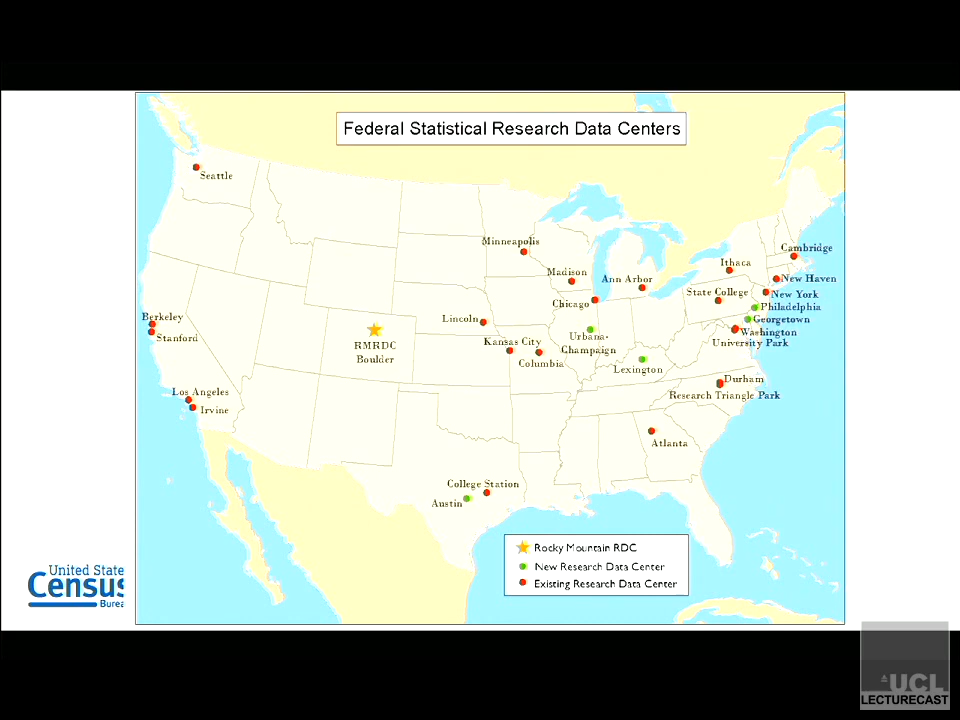 Federal Statistical Research Data Centers
Seattle
Minneapolis
Cambridge
Ithaca
Madison
Ann Arbor
New Haven
State College
New York
Chicago
Philadelphia
Berkeley
Lincoln
Georgetown
Stanford
Washington
RMRDC
Boulder
Kansas City
Urbana-
Champaign
University Park
Columbia
Lexington
Durham
Los Angeles
Research Triangle Park
Irvine
Atlanta
College Station
Austin
Rocky Mountain RDC
New Research Data Center
Existing Research Data Center
United State
Census
Burea
UCL
LECTURECAST